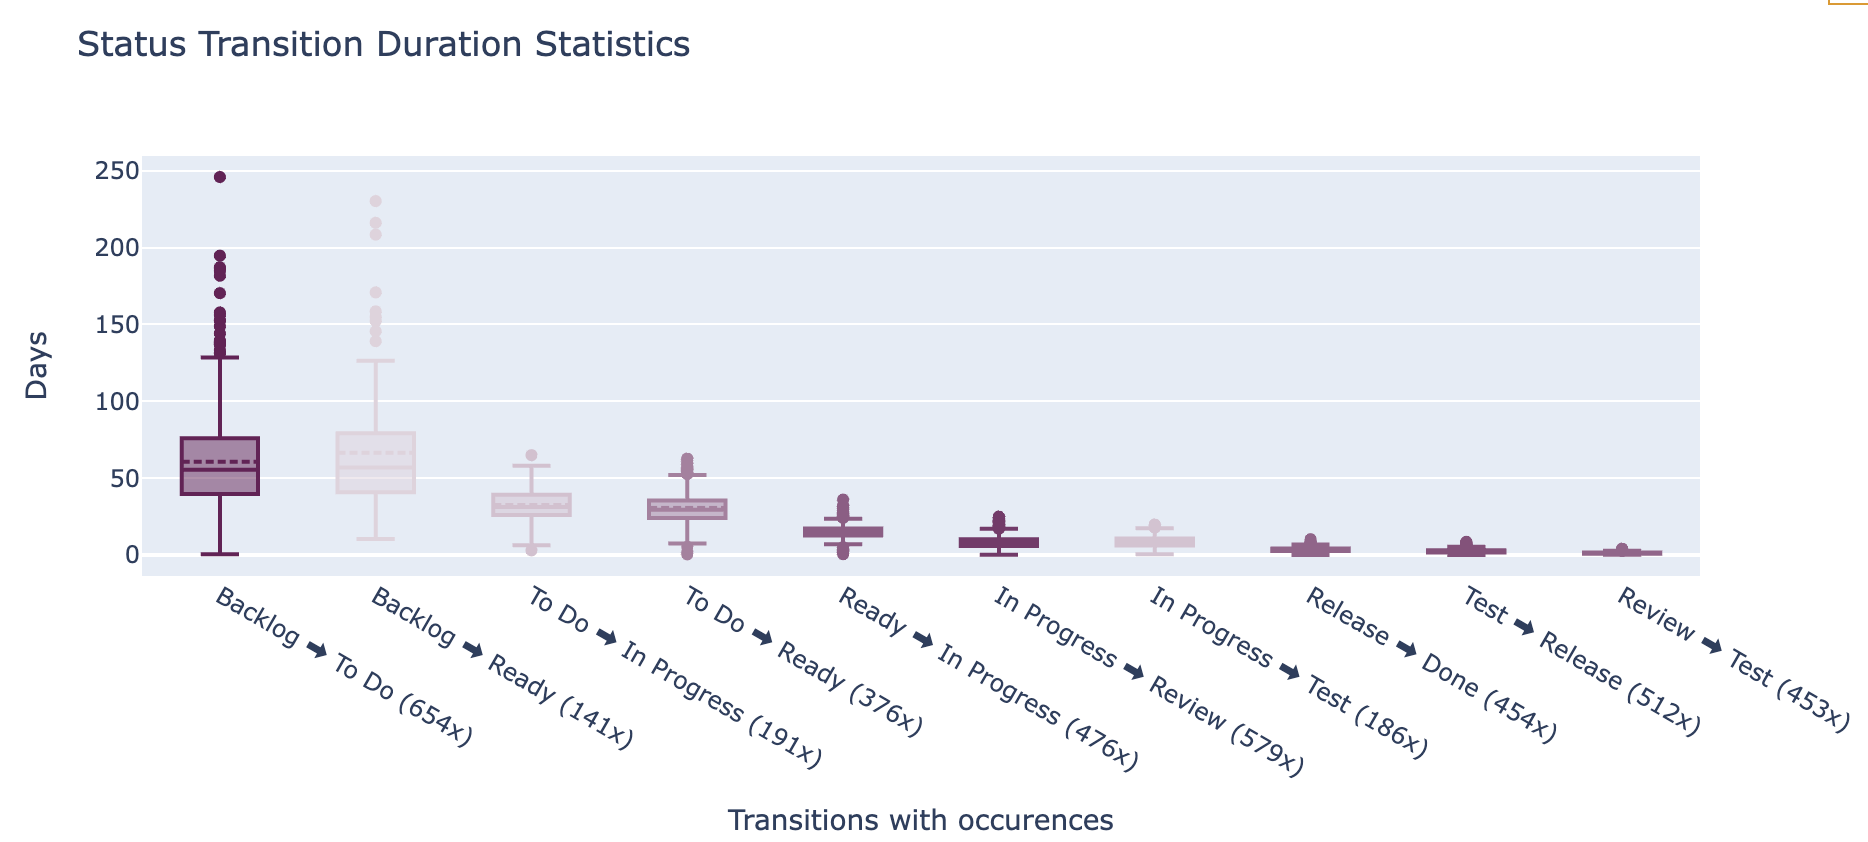 Status Transition Duration Statistics
250
200
150
100
50
0
Days
Backlog ➡ To Do (654x)
Backlog ➡ Ready (141x)
To Do ➡ In Progress (191x)
To Do ➡ Ready (376x)
Ready ➡ In Progress (476x)
In Progress ➡ Review (579x)
In Progress ➡ Test (186x)
Release ➡ Done (454x)
Test ➡ Release (512x)
Review ➡ Test (453x)
Transitions with occurences